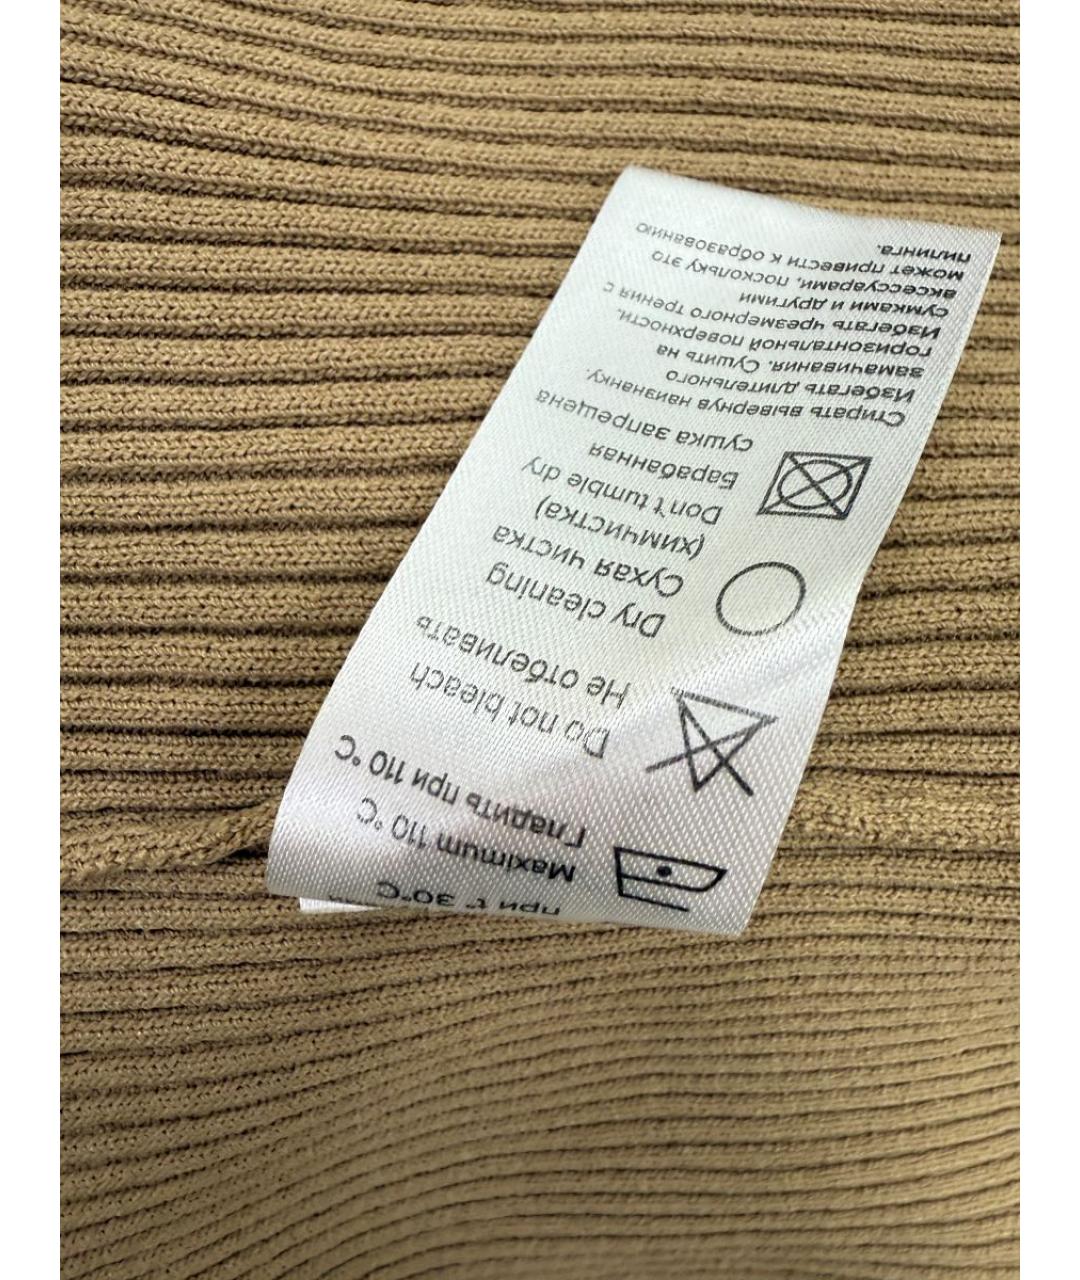 при t° 30°C
Maximum 110 °C
Гладить при 110 °C
Do not bleach
Не отбеливать
Dry cleaning
Сухая чистка
(химчистка)
Don't tumble dry
Барабанная
сушка запрещена
Стирать вывернув наизнанку.
Избегать длительного
замачивания. Сушить на
горизонтальной поверхности.
Избегать чрезмерного трения с
сумками и другими
аксессуарами, поскольку это
может привести к образованию
пилинга.